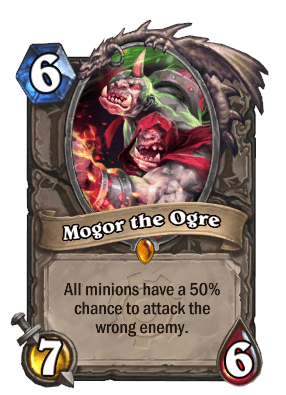 6
Mogor the Ogre
All minions have a 50%
chance to attack the
wrong enemy.
7
6